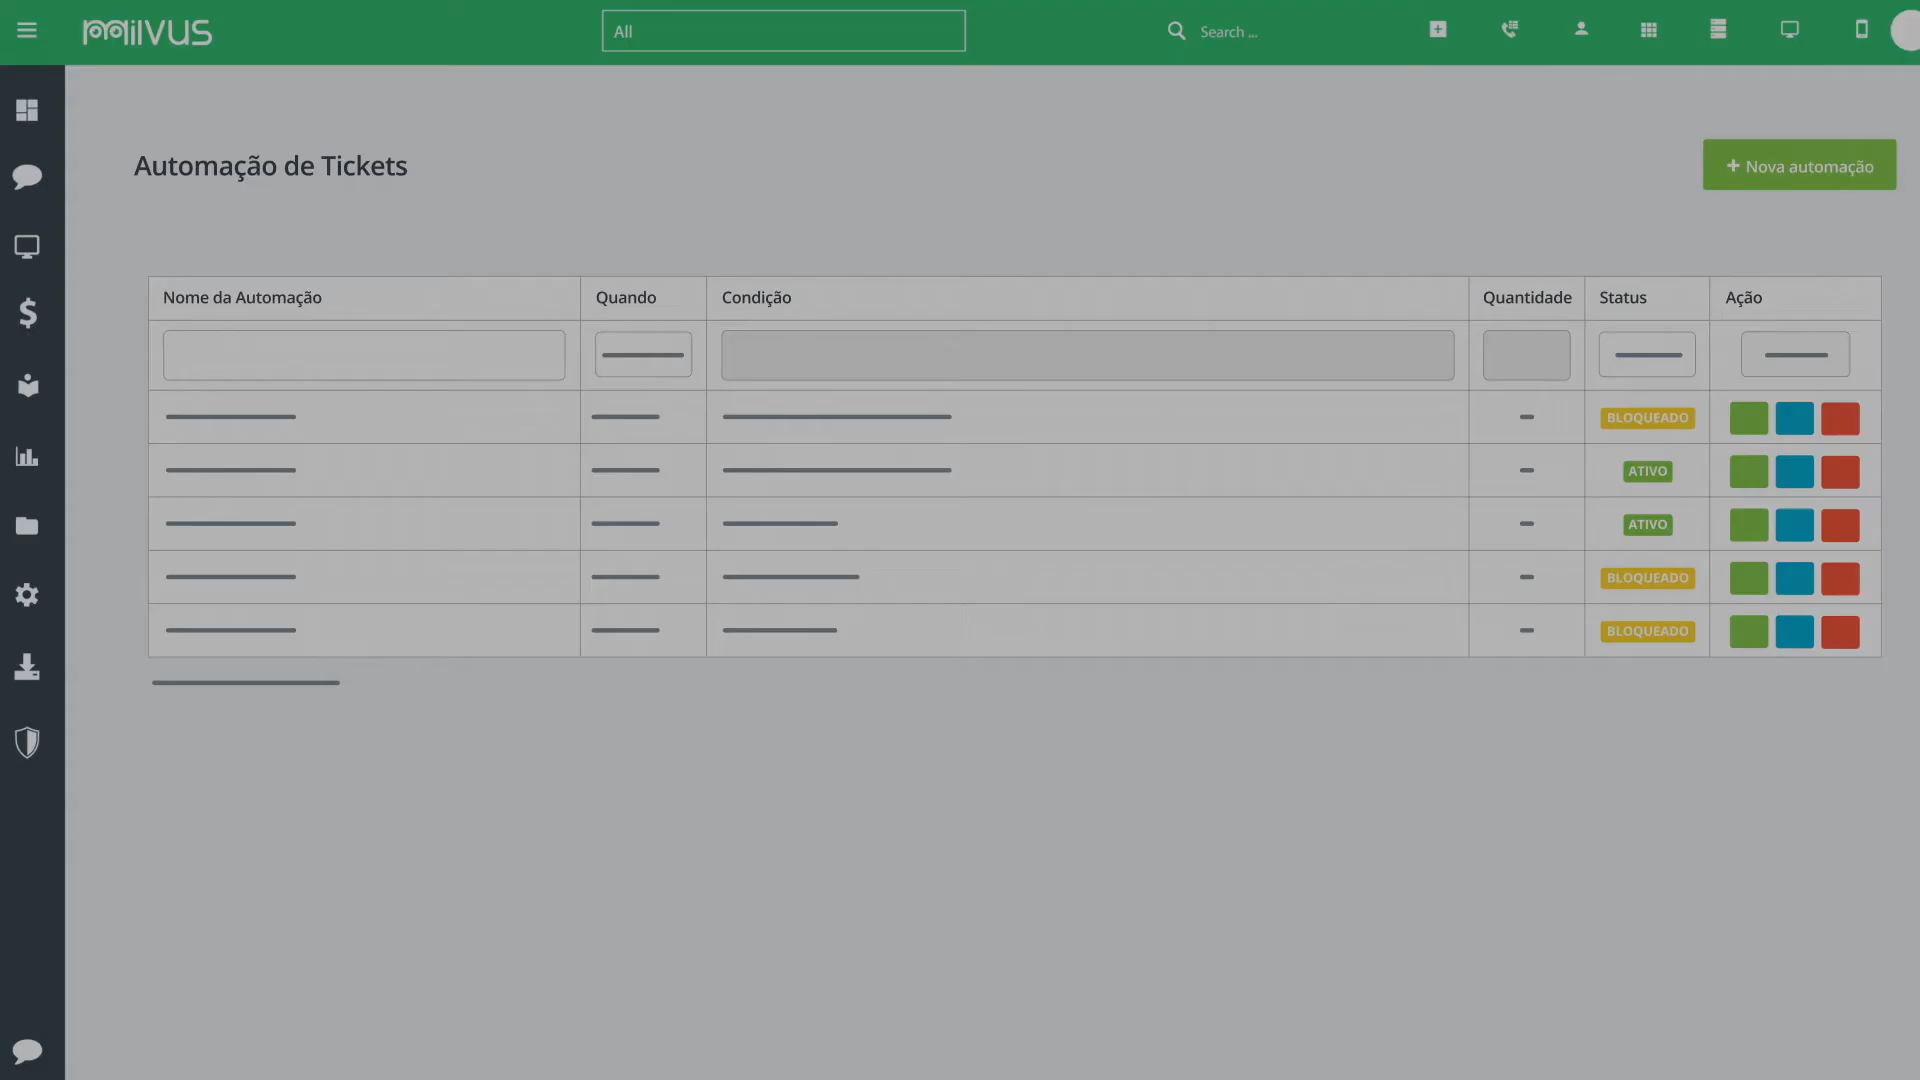 Milvus
All
Search ...
Automação de Tickets
+ Nova automação
Nome da Automação Quando Condição Quantidade Status Ação
BLOQUEADO
ATIVO
ATIVO
BLOQUEADO
BLOQUEADO